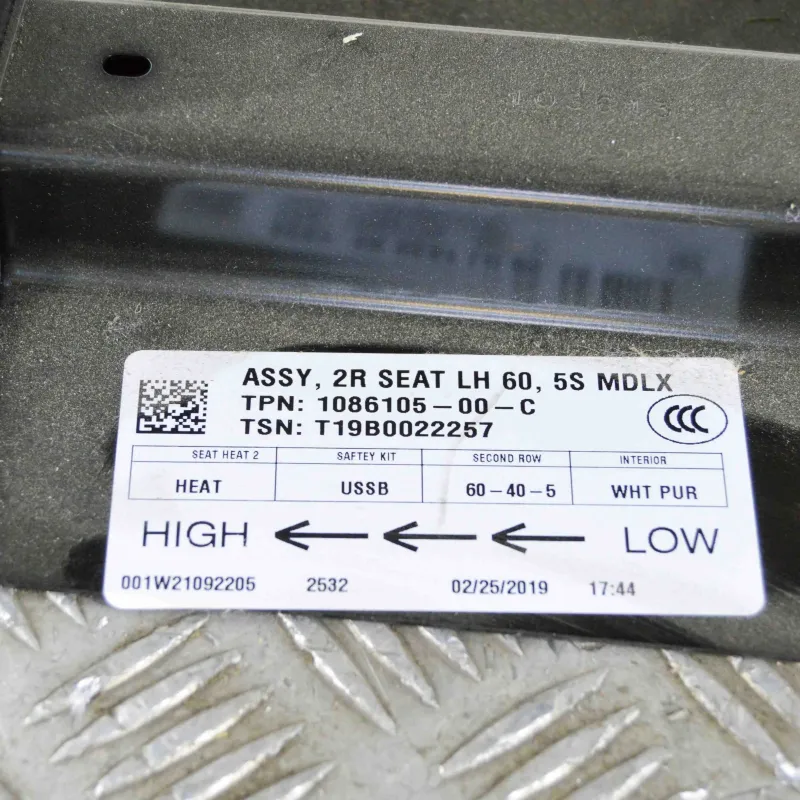 ASSY, 2R SEAT LH 60, 5S MDLX
TPN: 1086105-00-C
TSN: T19B0022257
CCC
SEAT HEAT 2 SAFTEY KIT SECOND ROW INTERIOR
HEAT USSB 60-40-5 WHT PUR
HIGH LOW
001W21092205 2532 02/25/2019 17:44